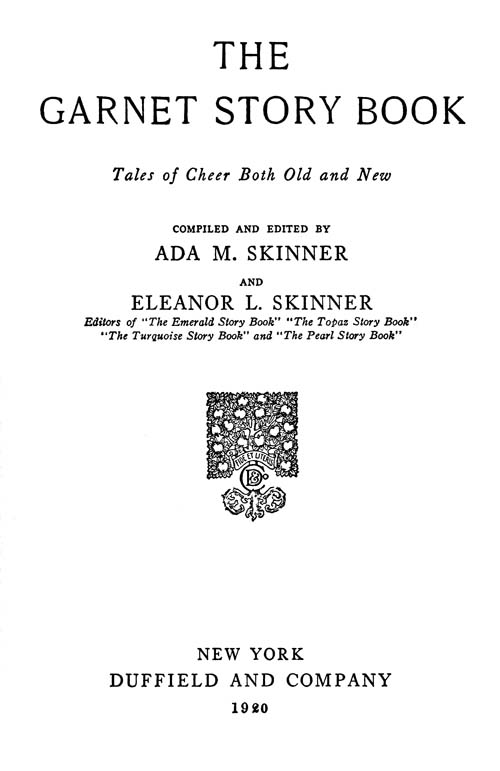 THE
GARNET STORY BOOK
Tales of Cheer Both Old and New
COMPILED AND EDITED BY
ADA M. SKINNER
AND
ELEANOR L. SKINNER
Editors of "The Emerald Story Book" "The Topaz Story Book"
"The Turquoise Story Book" and "The Pearl Story Book"
ET LITERIS
NEW YORK
DUFFIELD AND COMPANY
1920